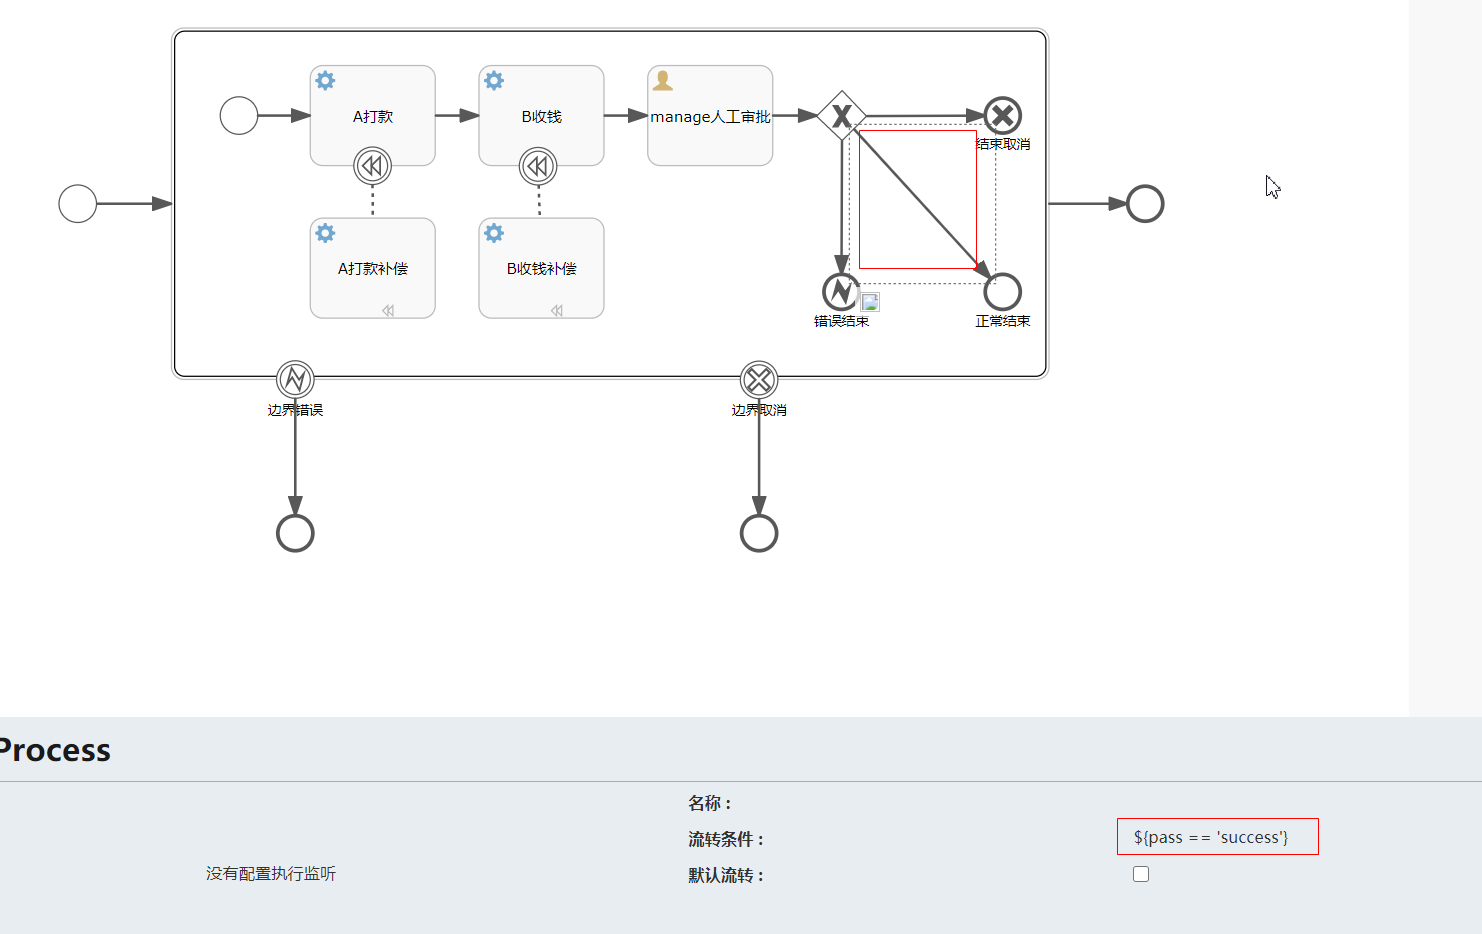 A打款
B收钱
manage人工审批
结束取消
A打款补偿
B收钱补偿
错误结束
正常结束
边界错误
边界取消
Process
名称：
流转条件：
${pass == 'success'}
没有配置执行监听
默认流转：